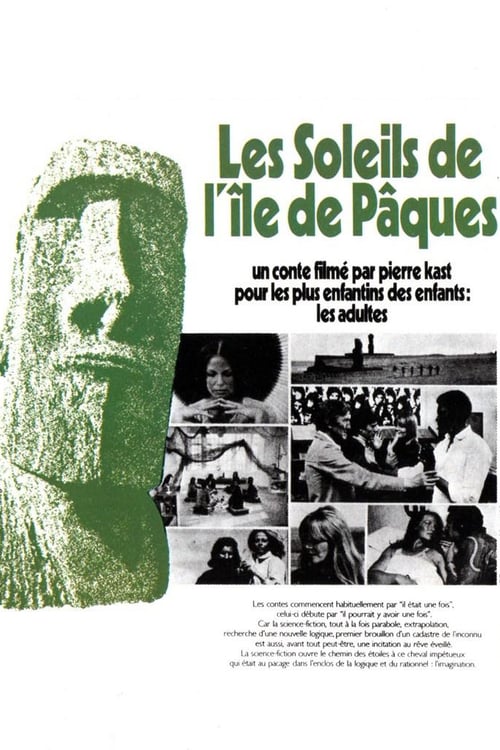 Les Soleils de
l'île de Pâques
un conte filmé par pierre kast
pour les plus enfantins des enfants :
les adultes
Les contes commencent habituellement par "il était une fois",
celui-ci débute par "il pourrait y avoir une fois".
Car la science-fiction, tout à la fois parabole, extrapolation,
recherche d'une nouvelle logique, premier brouillon d'un cadastre de l'inconnu
est aussi, avant tout peut-être, une incitation au rêve éveillé.
La science-fiction ouvre le chemin des étoiles à ce cheval impétueux
qui était au pacage dans l'enclos de la logique et du rationnel : l'imagination.